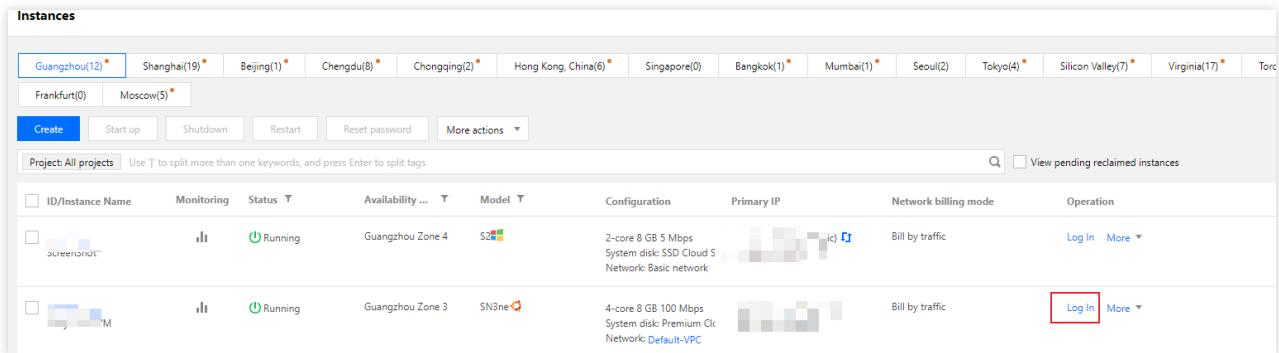 Instances
Guangzhou(12) Shanghai(19) Beijing(1) Chengdu(8) Chongqing(2) Hong Kong, China(6) Singapore(0) Bangkok(1) Mumbai(1) Seoul(2) Tokyo(4) Silicon Valley(7) Virginia(17) Torc
Frankfurt(0) Moscow(5)
Create Start up Shutdown Restart Reset password More actions
Project: All projects Use '|' to split more than one keywords, and press Enter to split tags View pending reclaimed instances
ID/Instance Name Monitoring Status Availability ... Model Configuration Primary IP Network billing mode Operation
Running Guangzhou Zone 4 S2 2-core 8 GB 5 Mbps ic) Bill by traffic Log In More
System disk: SSD Cloud S
Network: Basic network
Running Guangzhou Zone 3 SN3ne 4-core 8 GB 100 Mbps Bill by traffic Log In More
System disk: Premium Clo
Network: Default-VPC